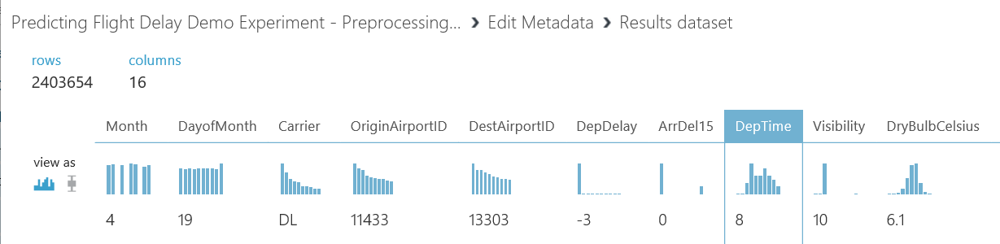 Predicting Flight Delay Demo Experiment - Preprocessing... > Edit Metadata > Results dataset
rows columns
2403654 16
Month DayofMonth Carrier OriginAirportID DestAirportID DepDelay ArrDel15 DepTime Visibility DryBulbCelsius
view as
4 19 DL 11433 13303 -3 0 8 10 6.1